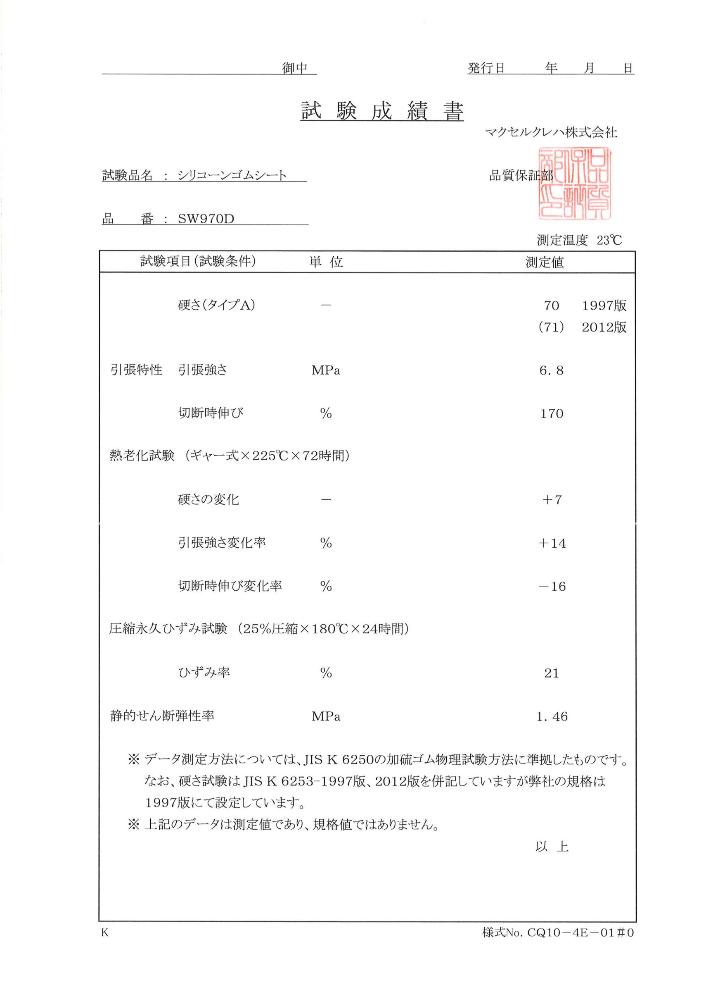 御中 発行日 年 月 日
試験成績書
マクセルクレハ株式会社
試験品名 : シリコーンゴムシート 品質保証部
品質保証部印
品 番 : SW970D
測定温度 23℃
試験項目(試験条件) 単位 測定値
硬さ(タイプA) － 70 1997版
(71) 2012版
引張特性 引張強さ MPa 6.8
切断時伸び % 170
熱老化試験 (ギャー式×225℃×72時間)
硬さの変化 － +7
引張強さ変化率 % +14
切断時伸び変化率 % －16
圧縮永久ひずみ試験 (25%圧縮×180℃×24時間)
ひずみ率 % 21
静的せん断弾性率 MPa 1.46
※ データ測定方法については、JIS K 6250の加硫ゴム物理試験方法に準拠したものです。
なお、硬さ試験は JIS K 6253-1997版、2012版を併記していますが弊社の規格は
1997版にて設定しています。
※ 上記のデータは測定値であり、規格値ではありません。
以上
K 様式No. CQ10－4E－01#0